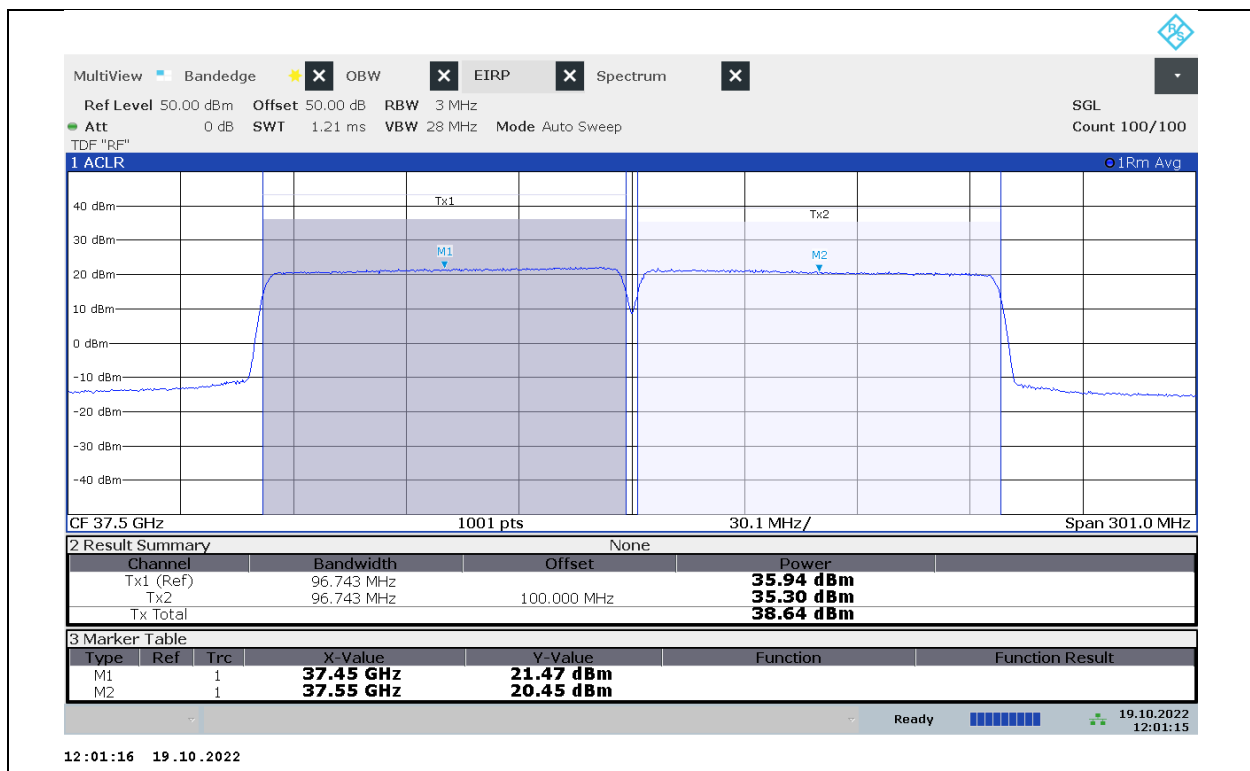 R&S
MultiView Bandedge OBW EIRP Spectrum
Ref Level 50.00 dBm Offset 50.00 dB RBW 3 MHz SGL
Att 0 dB SWT 1.21 ms VBW 28 MHz Mode Auto Sweep Count 100/100
TDF "RF"
1 ACLR 1Rm Avg
Tx1
40 dBm
Tx2
30 dBm
M1
M2
20 dBm
10 dBm
0 dBm
-10 dBm
-20 dBm
-30 dBm
-40 dBm
CF 37.5 GHz 1001 pts 30.1 MHz/ Span 301.0 MHz
2 Result Summary None
Channel Bandwidth Offset Power
Tx1 (Ref) 96.743 MHz 35.94 dBm
Tx2 96.743 MHz 100.000 MHz 35.30 dBm
Tx Total 38.64 dBm
3 Marker Table
Type Ref Trc X-Value Y-Value Function Function Result
M1 1 37.45 GHz 21.47 dBm
M2 1 37.55 GHz 20.45 dBm
Ready 19.10.2022
12:01:15
12:01:16 19.10.2022